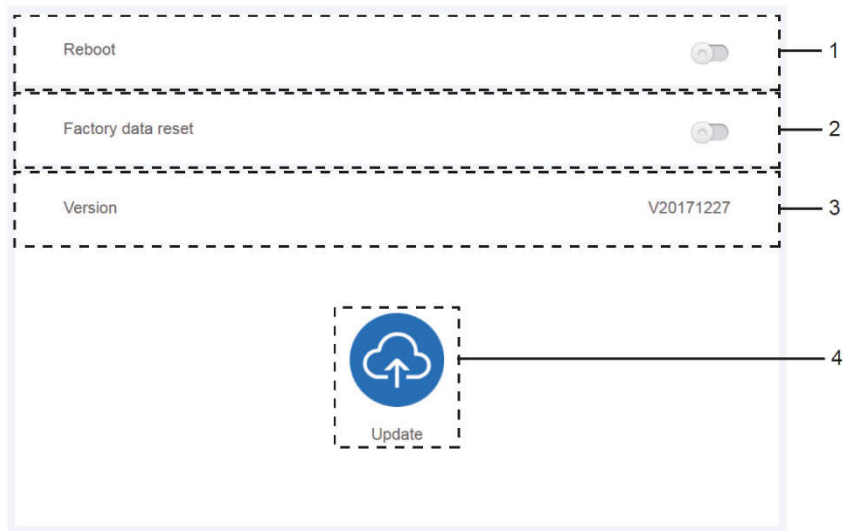 Reboot
1
Factory data reset
2
Version V20171227
3
4
Update